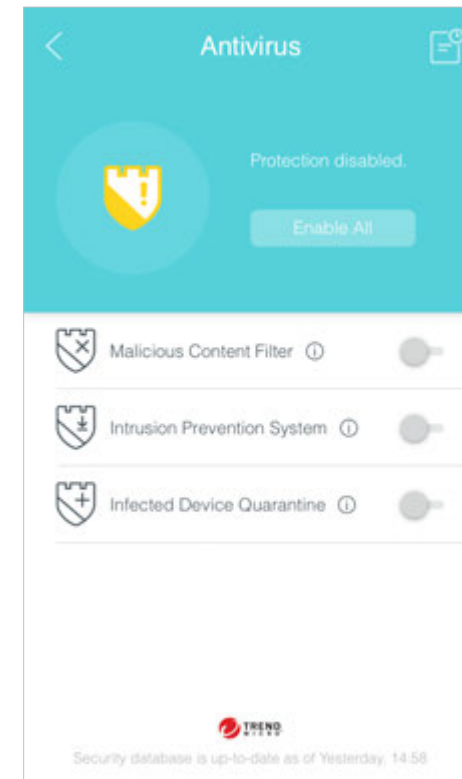 Antivirus
Protection disabled.
Enable All
Malicious Content Filter
Intrusion Prevention System
Infected Device Quarantine
TREND
MICRO
Security database is up-to-date as of Yesterday, 14:58